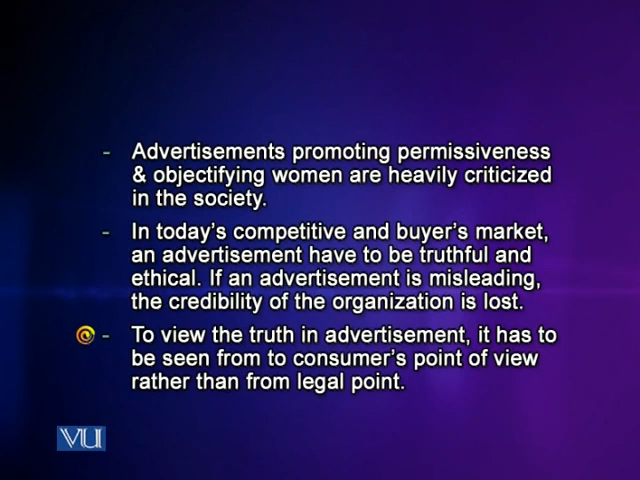 - Advertisements promoting permissiveness
& objectifying women are heavily criticized
in the society.
- In today's competitive and buyer's market,
an advertisement have to be truthful and
ethical. If an advertisement is misleading,
the credibility of the organization is lost.
- To view the truth in advertisement, it has to
be seen from to consumer's point of view
rather than from legal point.
VU